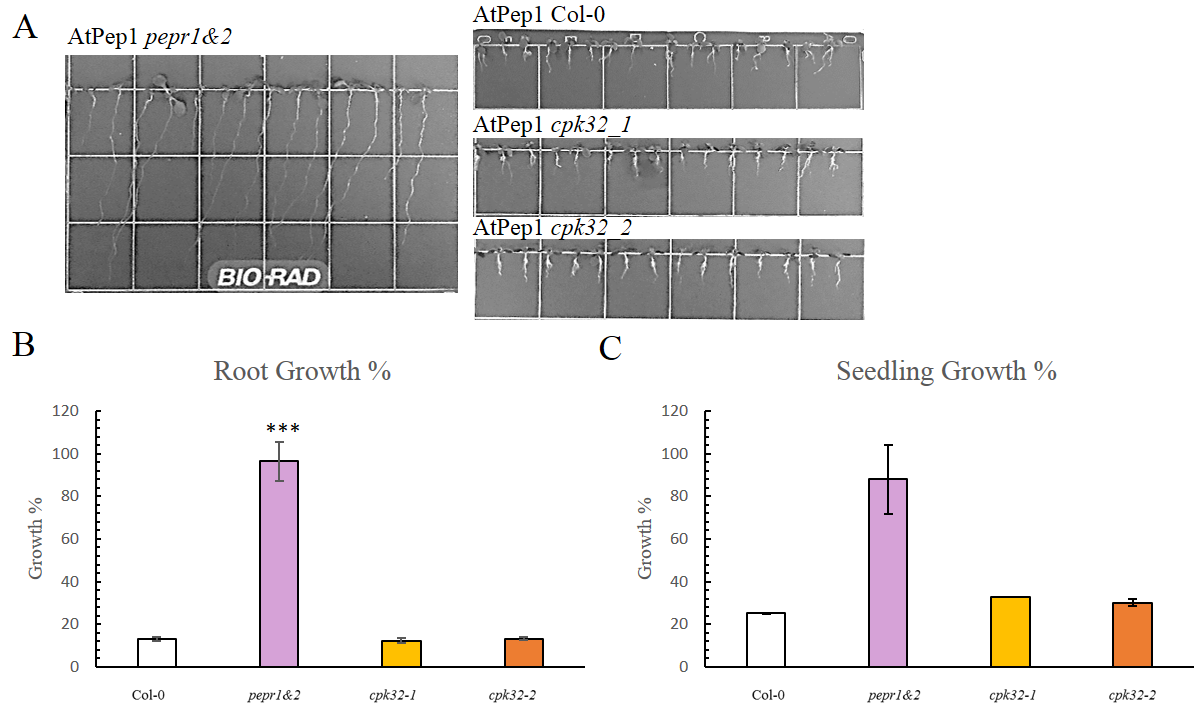 A
AtPep1 pepr1&2
BIO-RAD
AtPep1 Col-0
AtPep1 cpk32_1
AtPep1 cpk32_2
B
Root Growth %
Growth %
120
100
80
60
40
20
0
***
Col-0
pepr1&2
cpk32-1
cpk32-2
C
Seedling Growth %
Growth %
120
100
80
60
40
20
0
Col-0
pepr1&2
cpk32-1
cpk32-2